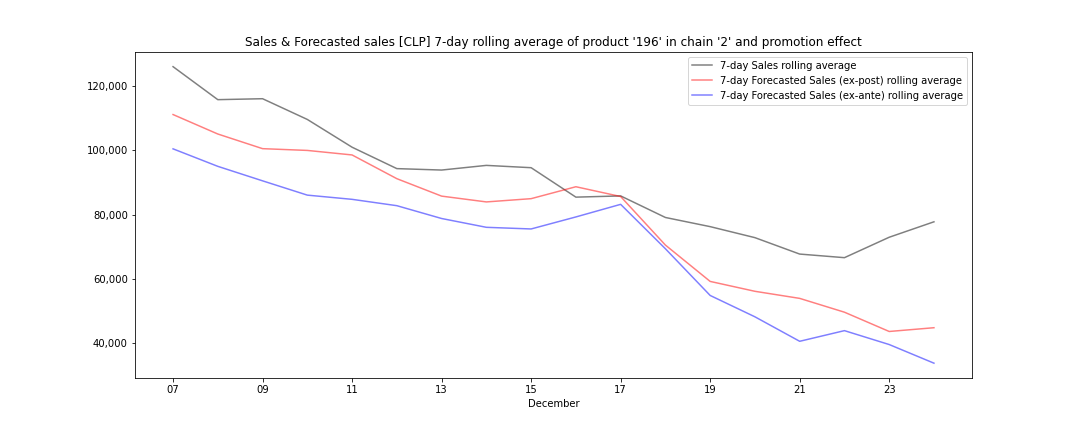 Sales & Forecasted sales [CLP] 7-day rolling average of product '196' in chain '2' and promotion effect
7-day Sales rolling average
7-day Forecasted Sales (ex-post) rolling average
7-day Forecasted Sales (ex-ante) rolling average
120,000
100,000
80,000
60,000
40,000
07 09 11 13 15 17 19 21 23
December